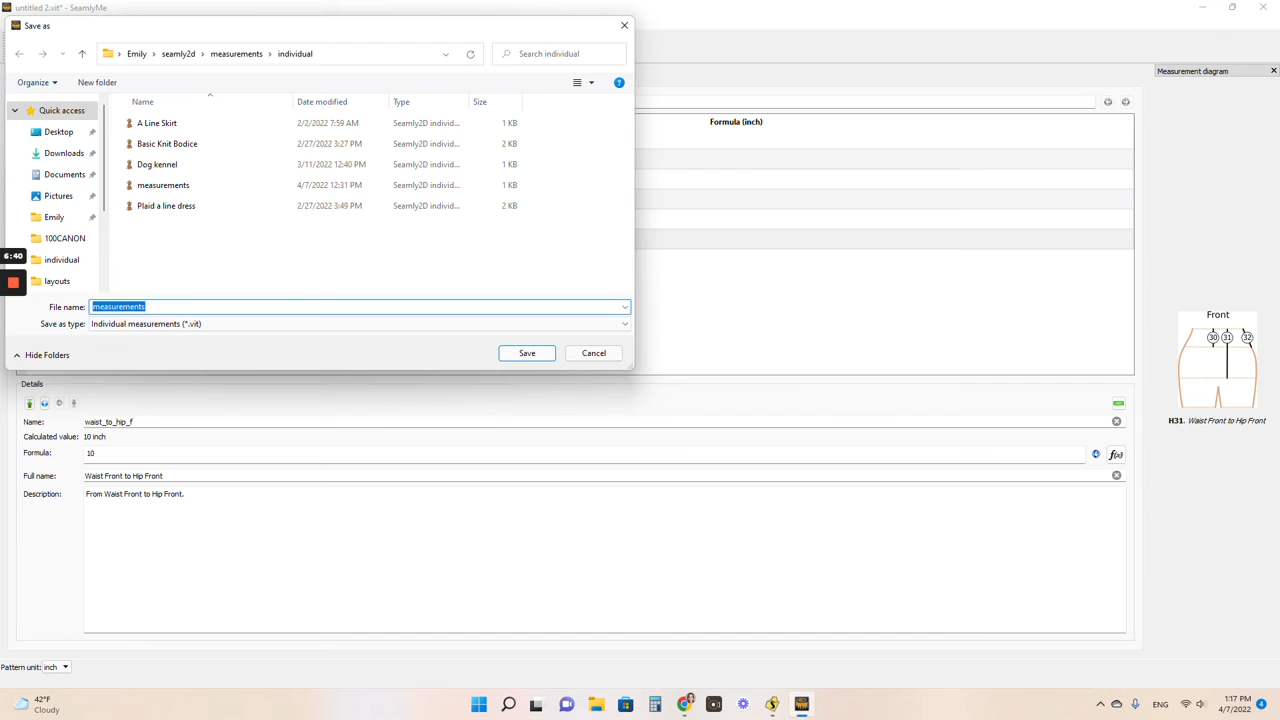 untitled 2.vit* - SeamlyMe
Save as
Emily > seamly2d > measurements > individual
Search individual
Organize
New folder
Name Date modified Type Size
Quick access
Desktop
Downloads
Documents
Pictures
Emily
100CANON
individual
layouts
A Line Skirt 2/2/2022 7:59 AM Seamly2D individ... 1 KB
Basic Knit Bodice 2/27/2022 3:27 PM Seamly2D individ... 2 KB
Dog kennel 3/11/2022 12:40 PM Seamly2D individ... 1 KB
measurements 4/7/2022 12:31 PM Seamly2D individ... 1 KB
Plaid a line dress 2/27/2022 3:49 PM Seamly2D individ... 2 KB
6:40
File name: measurements
Save as type: Individual measurements (*.vit)
Hide Folders
Save
Cancel
Formula (inch)
Measurement diagram
Front
30 31 32
H31. Waist Front to Hip Front
Details
Name: waist_to_hip_f
Calculated value: 10 inch
Formula: 10
f(x)
Full name: Waist Front to Hip Front
Description: From Waist Front to Hip Front.
Pattern unit: inch
42°F
Cloudy
ENG
1:17 PM
4/7/2022
4